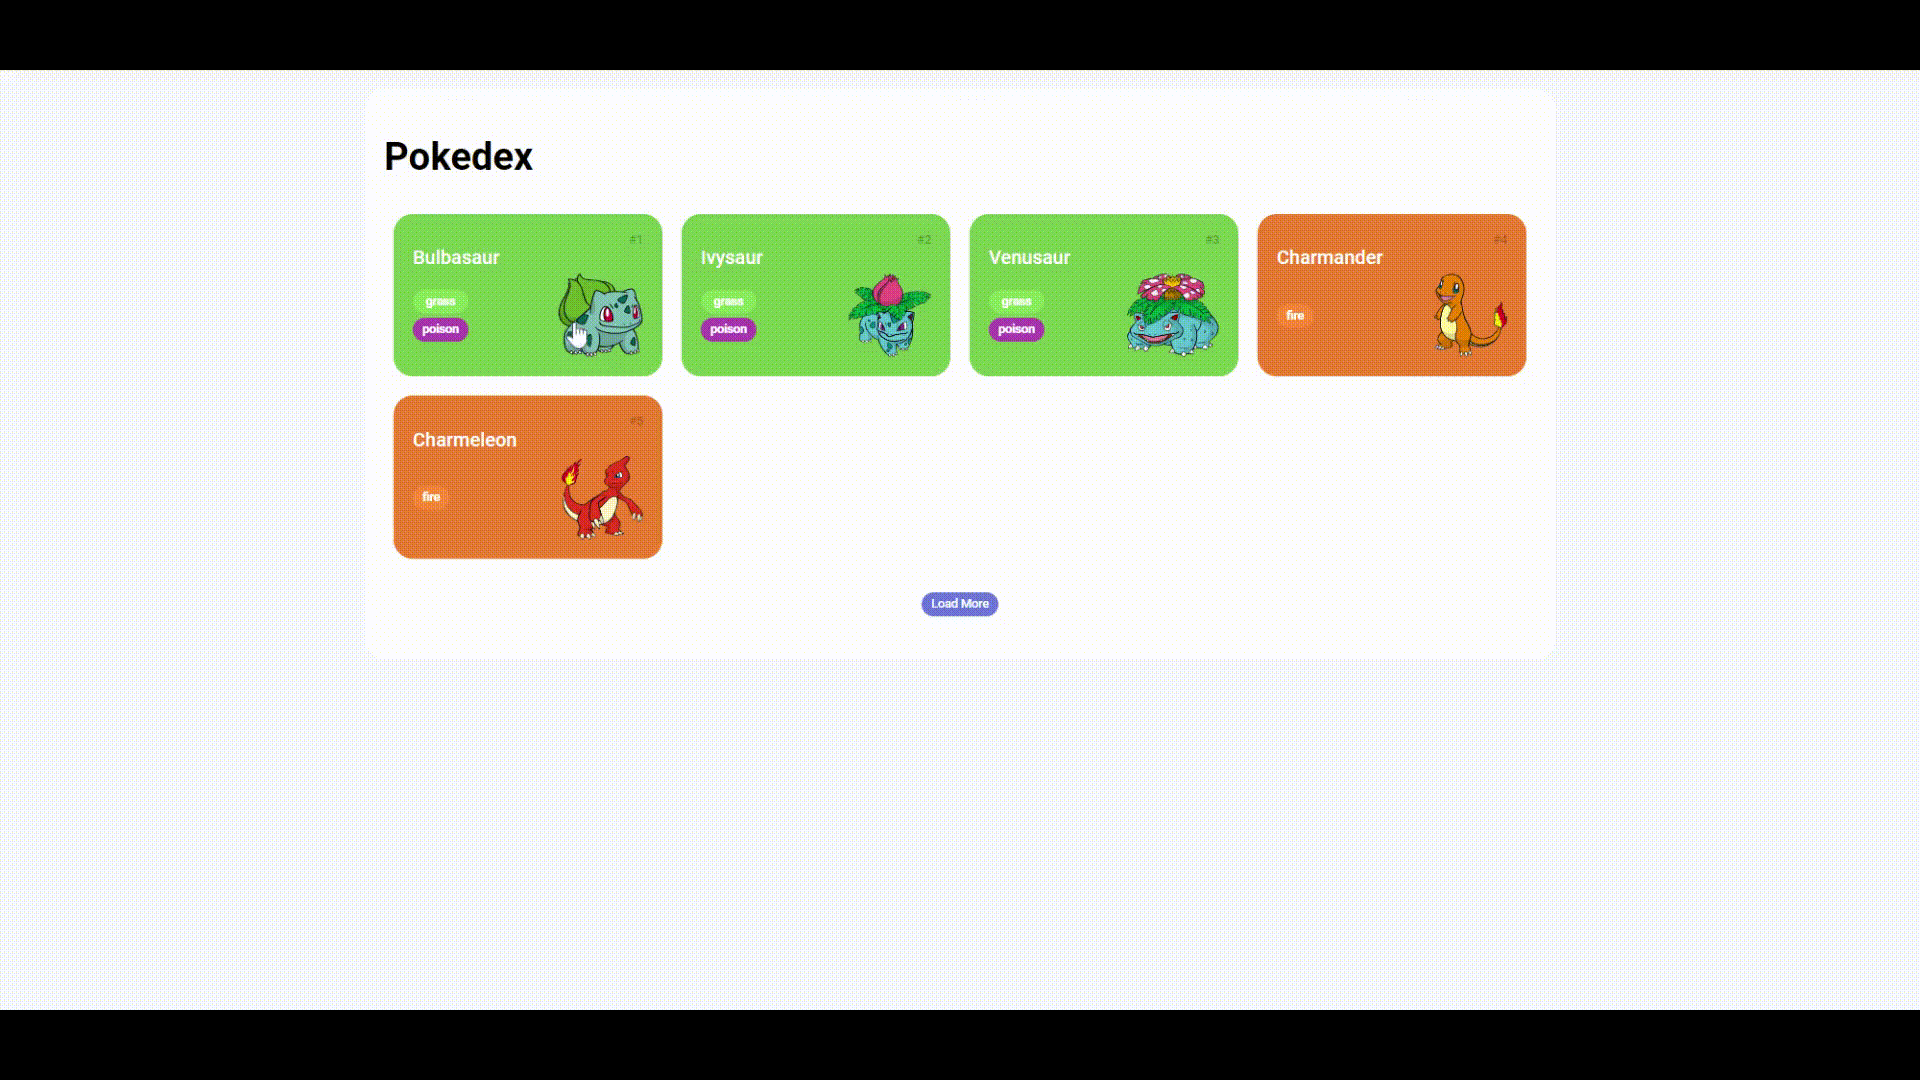 Pokedex
#1
Bulbasaur
grass
poison
#2
Ivysaur
grass
poison
#3
Venusaur
grass
poison
#4
Charmander
fire
#5
Charmeleon
fire
Load More